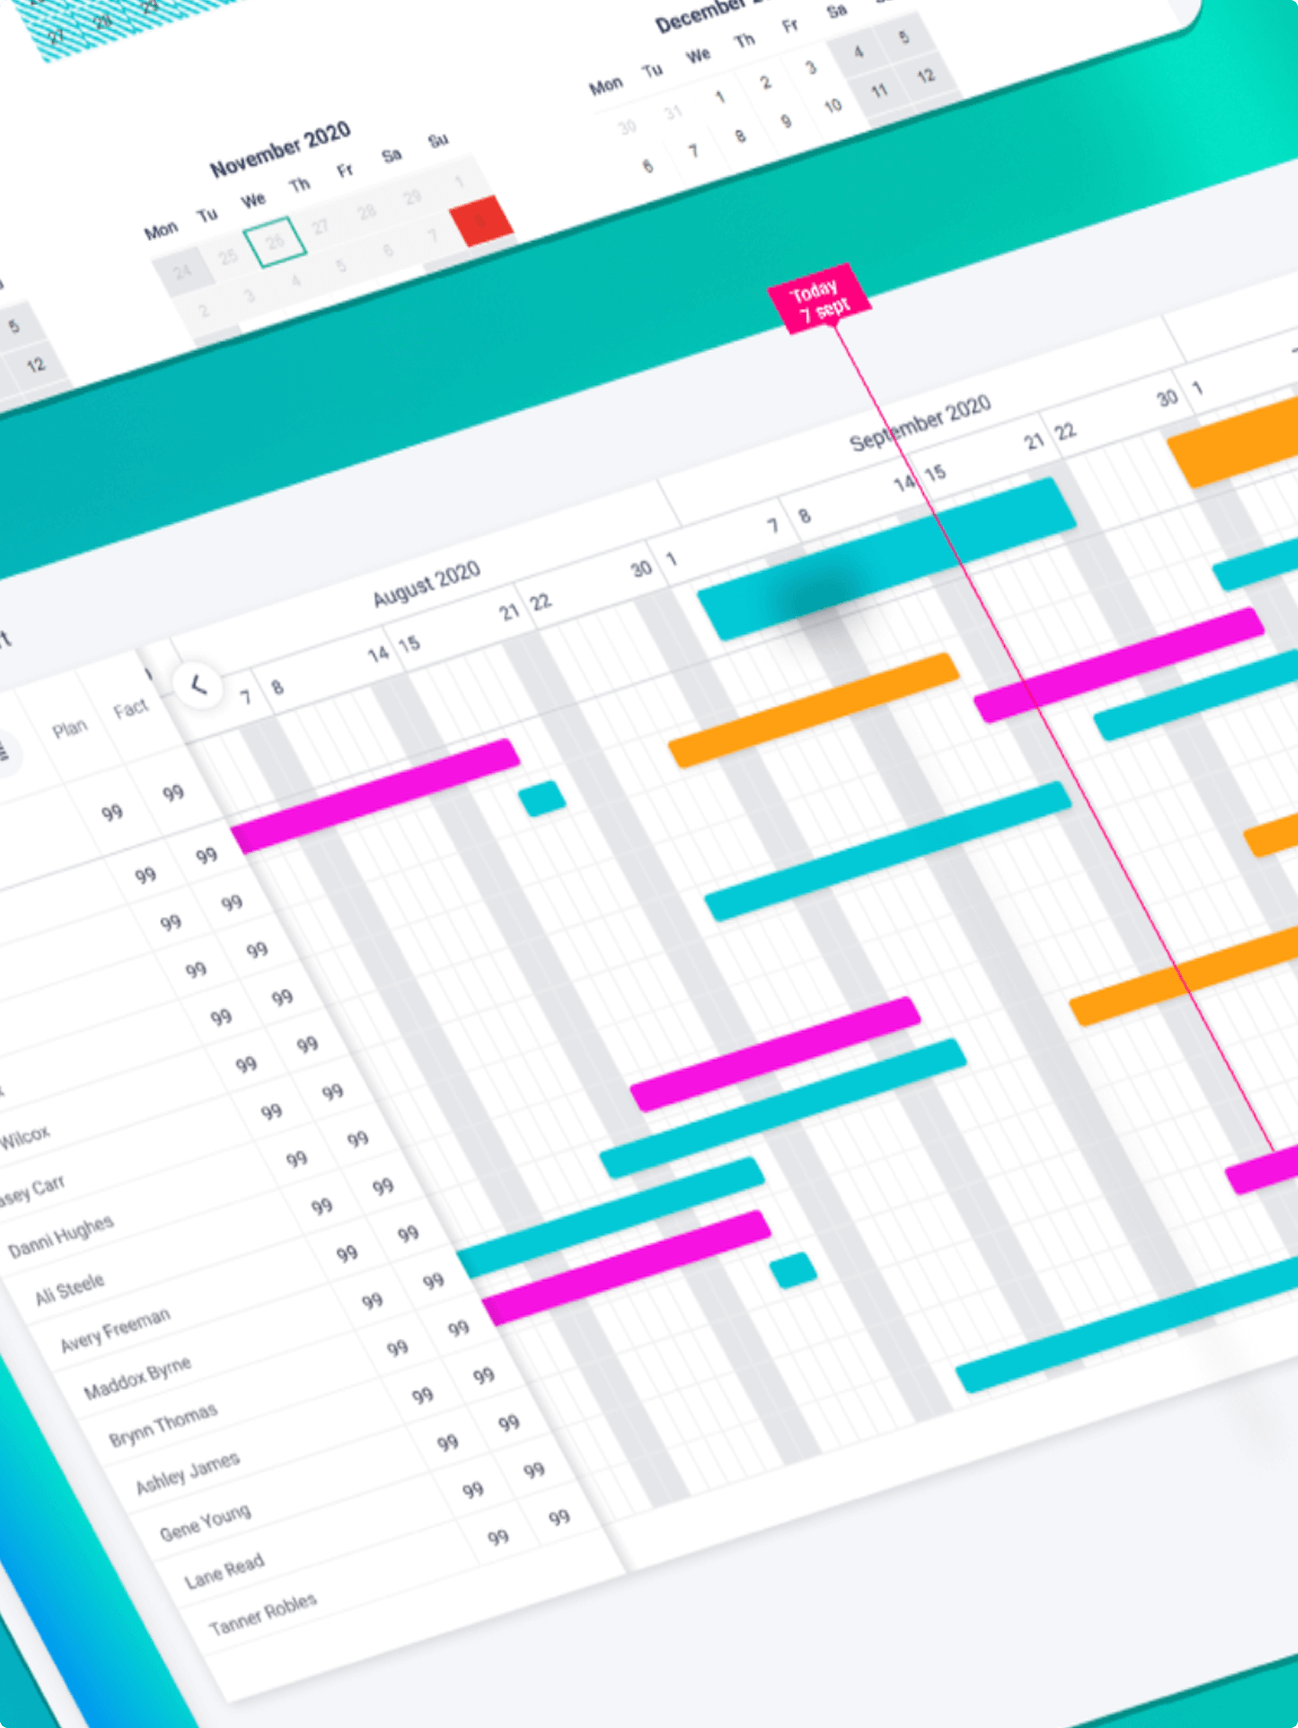 27 28 29
December 2
Mon Tu We Th Fr Sa
30 31 1 2 3 4 5
6 7 8 9 10 11 12
November 2020
Mon Tu We Th Fr Sa Su
24 25 26 27 28 29 1
2 3 4 5 6 7
5
12
Today
7 sept
August 2020 September 2020
7 8 14 15 21 22 30 1 7 8 14 15 21 22 30 1
Plan Fact
99 99
99 99
99 99
99 99
99 99
99 99
Wilcox 99 99
asey Carr 99 99
Danni Hughes 99 99
Ali Steele 99 99
Avery Freeman 99 99
Maddox Byrne 99 99
Brynn Thomas 99 99
Ashley James 99 99
Gene Young 99 99
Lane Read 99 99
Tanner Robles